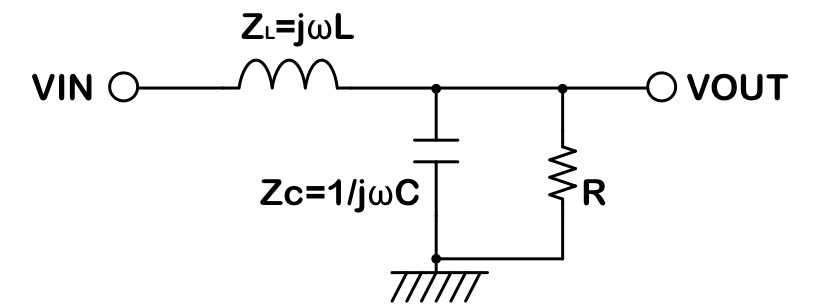 ZL=jωL
VIN
VOUT
Zc=1/jωC
R